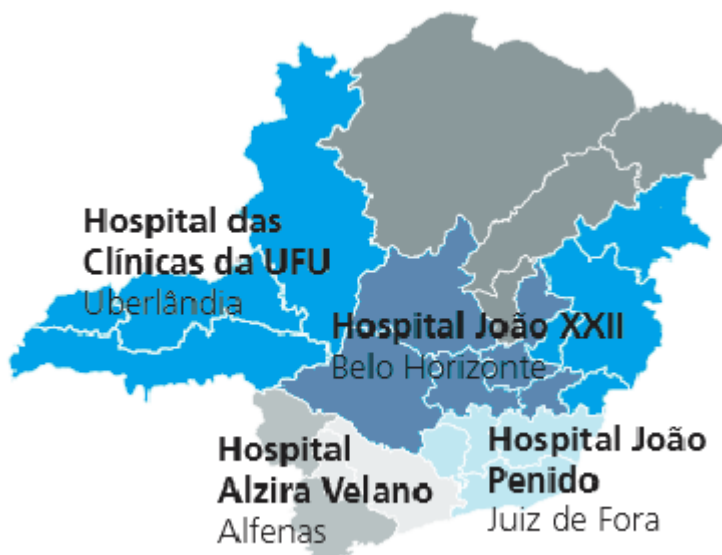 Hospital das
Clínicas da UFU
Uberlândia
Hospital João XXII
Belo Horizonte
Hospital
Alzira Velano
Alfenas
Hospital João
Penido
Juiz de Fora